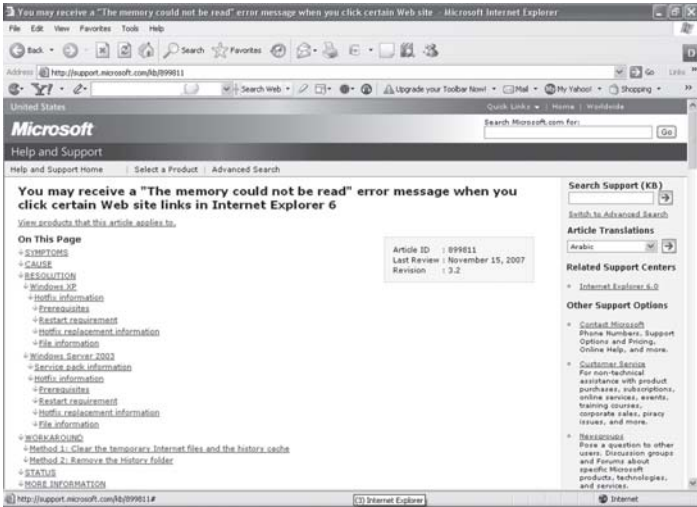 You may receive a "The memory could not be read" error message when you click certain Web site - Microsoft Internet Explorer
File Edit View Favorites Tools Help
Back Search Favorites
Address http://support.microsoft.com/kb/899811 Go Links
Search Web Upgrade your Toolbar Now! Mail My Yahoo! Shopping
United States Quick Links | Home | Worldwide
Microsoft
Search Microsoft.com for:
Go
Help and Support
Help and Support Home | Select a Product | Advanced Search
You may receive a "The memory could not be read" error message when you
click certain Web site links in Internet Explorer 6
View products that this article applies to.
On This Page
SYMPTOMS
CAUSE
RESOLUTION
Windows XP
Hotfix information
Prerequisites
Restart requirement
Hotfix replacement information
File information
Windows Server 2003
Service pack information
Hotfix information
Prerequisites
Restart requirement
Hotfix replacement information
File information
WORKAROUND
Method 1: Clear the temporary Internet files and the history cache
Method 2: Remove the History folder
STATUS
MORE INFORMATION
Article ID : 899811
Last Review : November 15, 2007
Revision : 3.2
Search Support (KB)
Switch to Advanced Search
Article Translations
Arabic
Related Support Centers
Internet Explorer 6.0
Other Support Options
Contact Microsoft
Phone Numbers, Support
Options and Pricing,
Online Help, and more.
Customer Service
For non-technical
assistance with product
purchases, subscriptions,
online services, events,
training courses,
corporate sales, piracy
issues, and more.
Newsgroups
Pose a question to other
users. Discussion groups
and Forums about
specific Microsoft
products, technologies,
and services.
http://support.microsoft.com/kb/899811# (3) Internet Explorer Internet